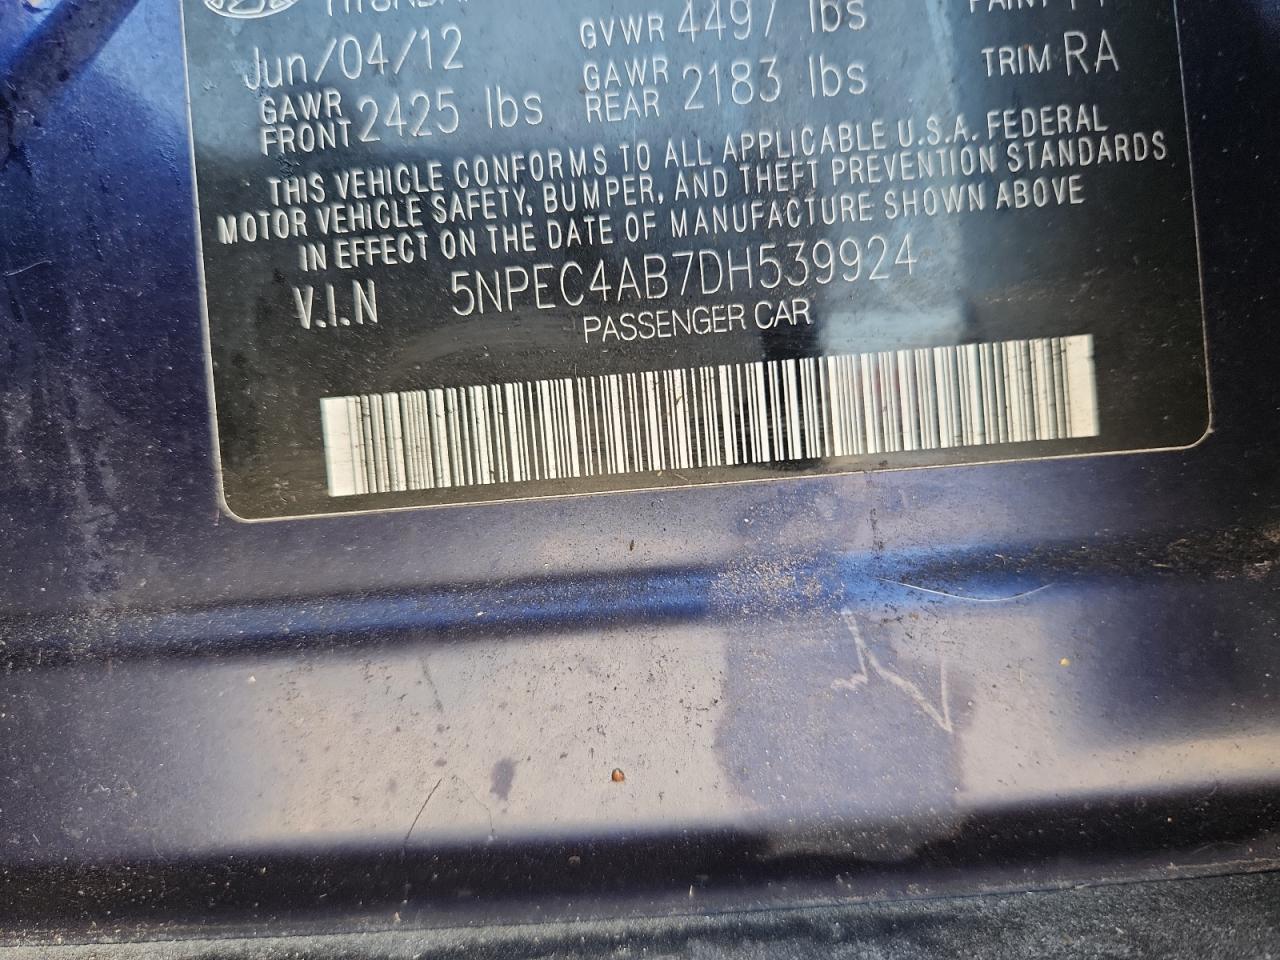 HYUNDAI
Jun/04/12 GVWR 4497 lbs
GAWR FRONT 2425 lbs GAWR REAR 2183 lbs TRIM RA
THIS VEHICLE CONFORMS TO ALL APPLICABLE U.S.A. FEDERAL
MOTOR VEHICLE SAFETY, BUMPER, AND THEFT PREVENTION STANDARDS
IN EFFECT ON THE DATE OF MANUFACTURE SHOWN ABOVE
V.I.N 5NPEC4AB7DH539924
PASSENGER CAR